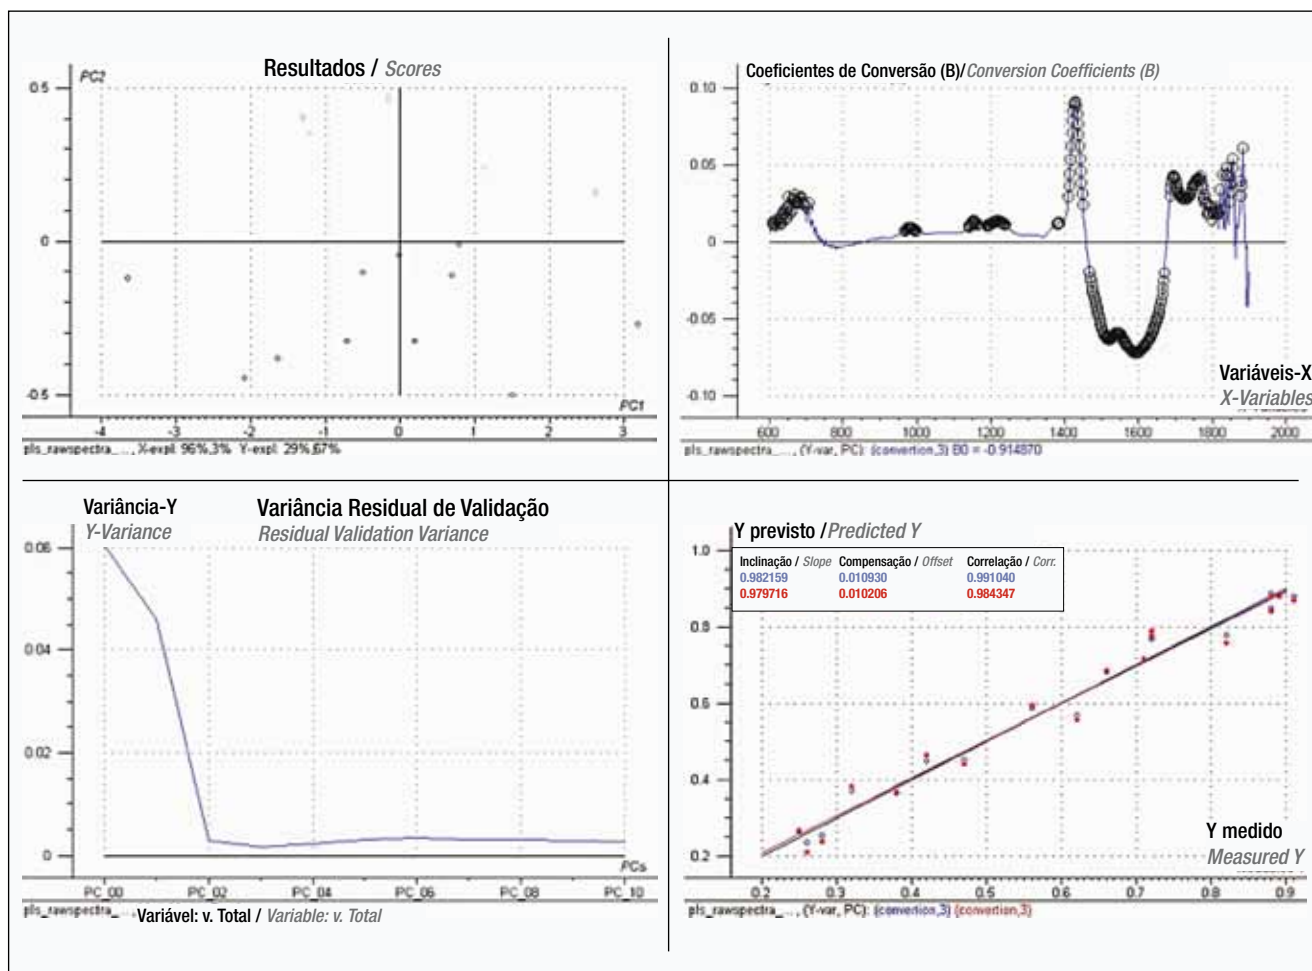 Resultados / Scores
PC2
0.5
0
-0.5
PC1
-4 -3 -2 -1 0 1 2 3
pls_rawspectra_..., X-expl: 96%,3% Y-expl: 29%,67%
Coeficientes de Conversão (B)/Conversion Coefficients (B)
0.10
0.05
0
-0.05
-0.10
Variáveis-X
X-Variables
600 800 1000 1200 1400 1600 1800 2000
pls_rawspectra_..., (Y-var, PC): (convertion,3) B0 = -0.914870
Variância-Y
Y-Variance
Variância Residual de Validação
Residual Validation Variance
0.06
0.04
0.02
0
PCs
PC_00 PC_02 PC_04 PC_06 PC_08 PC_10
pls_rawspectra_..., Variável: v. Total / Variable: v. Total
Y previsto /Predicted Y
Inclinação / Slope Compensação / Offset Correlação / Corr.
0.982159 0.010930 0.991040
0.979716 0.010206 0.984347
1.0
0.8
0.6
0.4
0.2
Y medido
Measured Y
0.2 0.3 0.4 0.5 0.6 0.7 0.8 0.9
pls_rawspectra_..., (Y-var, PC): (convertion,3) (convertion,3)